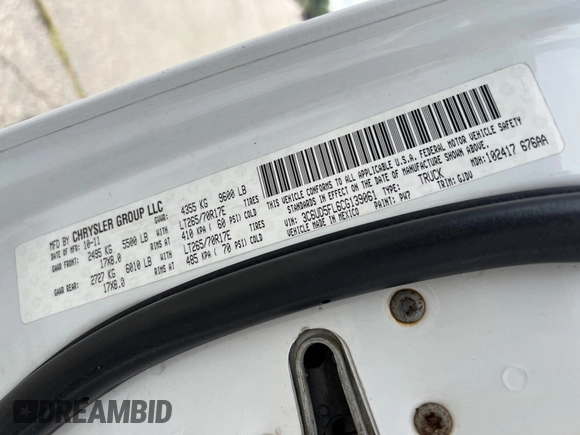 MFD BY CHRYSLER GROUP LLC
DATE OF MFR: 10-11 GVWR: 4355 KG 9600 LB
GAWR FRONT: 2495 KG 5500 LB TIRES LT265/70R17E
17X8.0 RIMS AT 410 KPA ( 60 PSI) COLD
GAWR REAR: 2727 KG 6010 LB TIRES LT265/70R17E
17X8.0 RIMS AT 485 KPA ( 70 PSI) COLD
THIS VEHICLE CONFORMS TO ALL APPLICABLE U.S.A. FEDERAL MOTOR VEHICLE SAFETY
STANDARDS IN EFFECT ON THE DATE OF MANUFACTURE SHOWN ABOVE.
VIN: 3C6UD5FL6CG139061 TYPE: TRUCK MDH: 102417 676AA
MADE IN MEXICO PAINT: PW7 TRIM: GJDV
DREAMBID